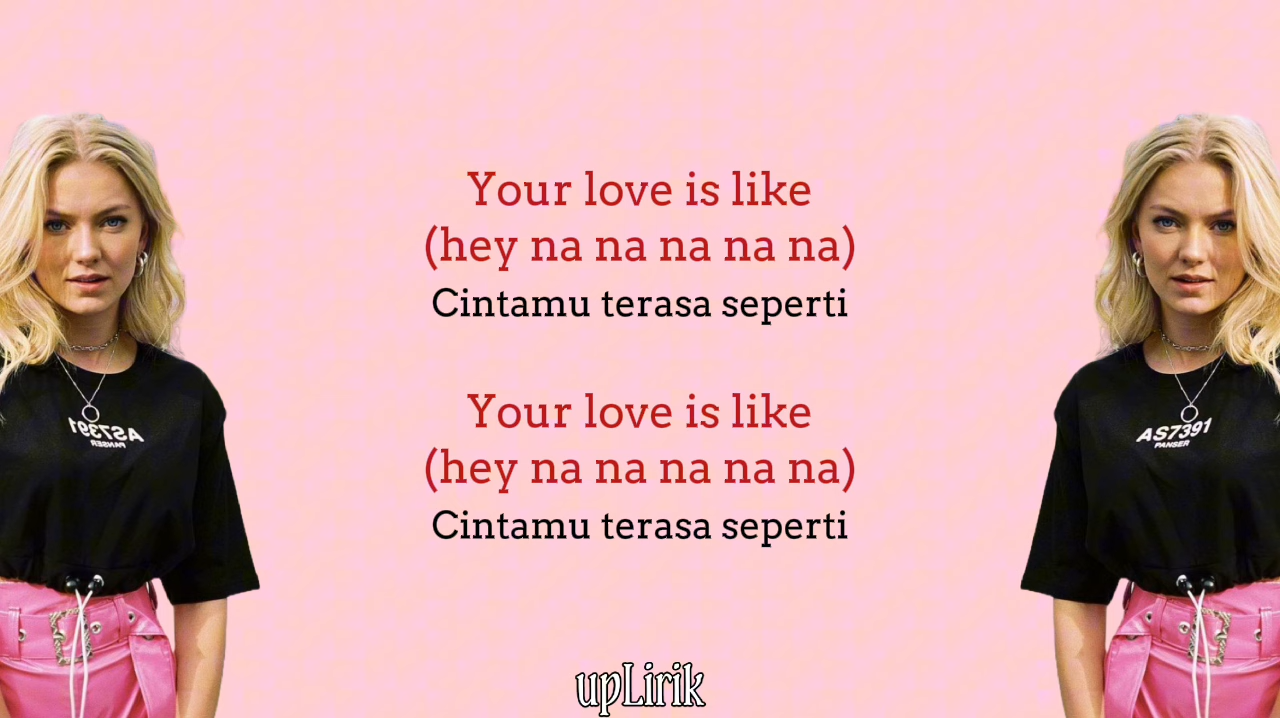 Your love is like
(hey na na na na na)
Cintamu terasa seperti
Your love is like
(hey na na na na na)
Cintamu terasa seperti
AS7391
PANSER
AS7391
PANSER
upLirik